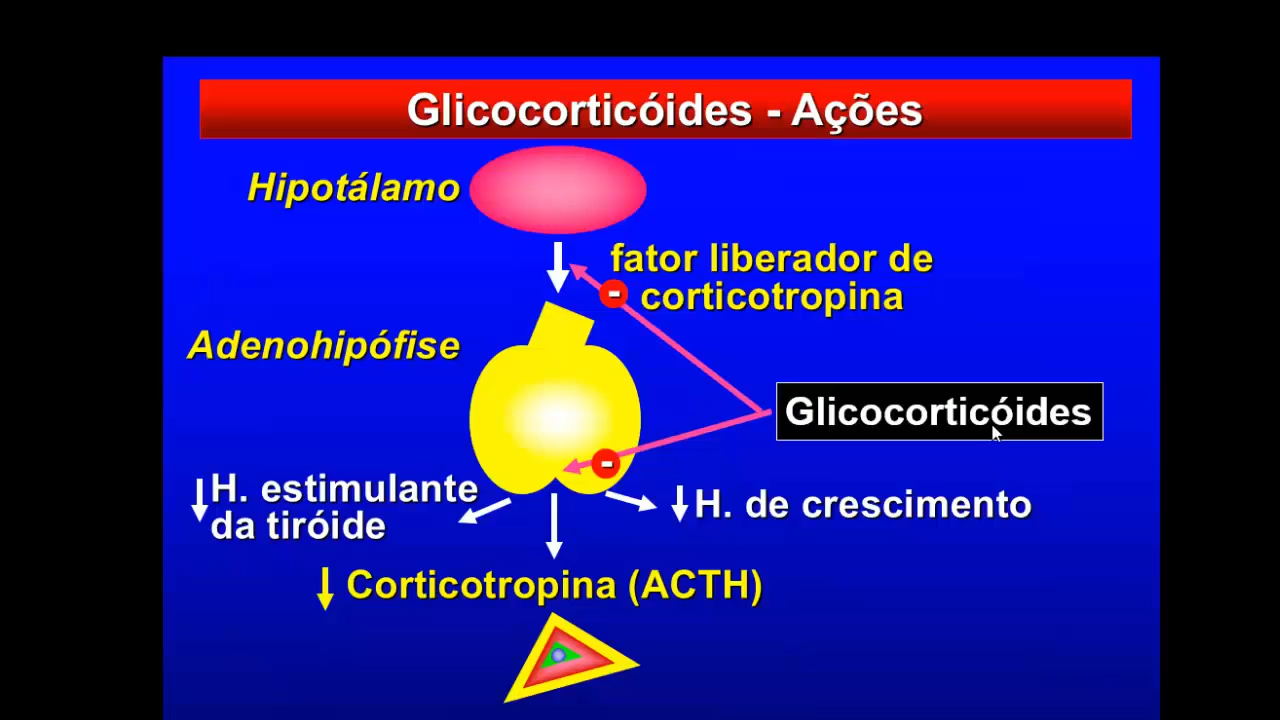 Glicocorticóides - Ações
Hipotálamo
fator liberador de
corticotropina
-
Adenohipófise
Glicocorticóides
-
H. estimulante
da tiróide
H. de crescimento
Corticotropina (ACTH)